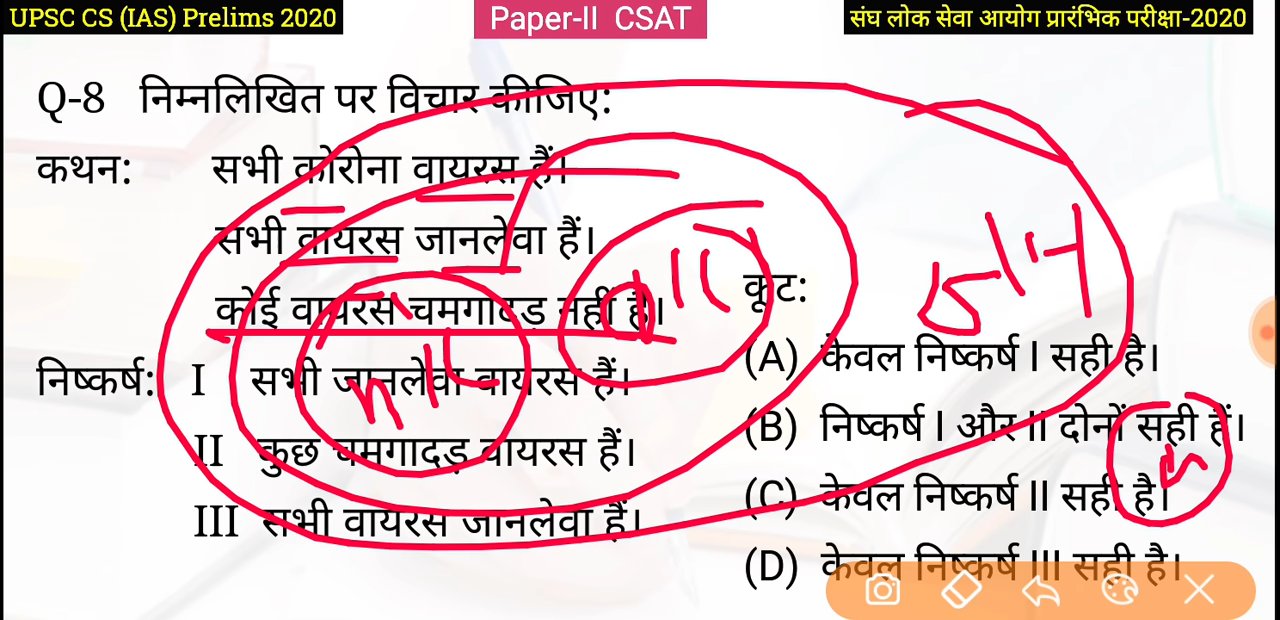 UPSC CS (IAS) Prelims 2020
Paper-II CSAT
संघ लोक सेवा आयोग प्रारंभिक परीक्षा-2020
Q-8 निम्नलिखित पर विचार कीजिए:
कथन: सभी कोरोना वायरस हैं।
सभी वायरस जानलेवा हैं।
कोई वायरस चमगादड़ नहीं है।
निष्कर्ष: I सभी जानलेवा वायरस हैं।
II कुछ चमगादड़ वायरस हैं।
III सभी वायरस जानलेवा हैं।
कूट:
(A) केवल निष्कर्ष I सही है।
(B) निष्कर्ष I और II दोनों सही हैं।
(C) केवल निष्कर्ष II सही है।
(D) केवल निष्कर्ष III सही है।